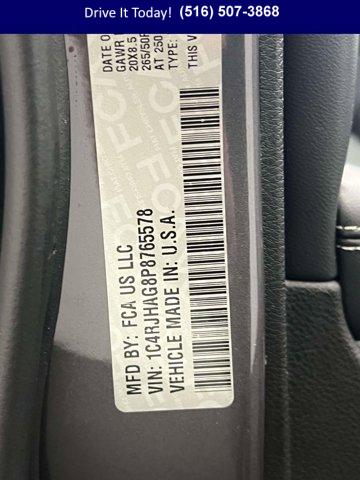 Drive It Today! (516) 507-3868
MFD BY: FCA US LLC
VIN: 1C4RJHAG8P8765578
VEHICLE MADE IN: U.S.A.
DATE O
GAWR
20X8.5
265/50
AT 250
TYPE:
THIS V